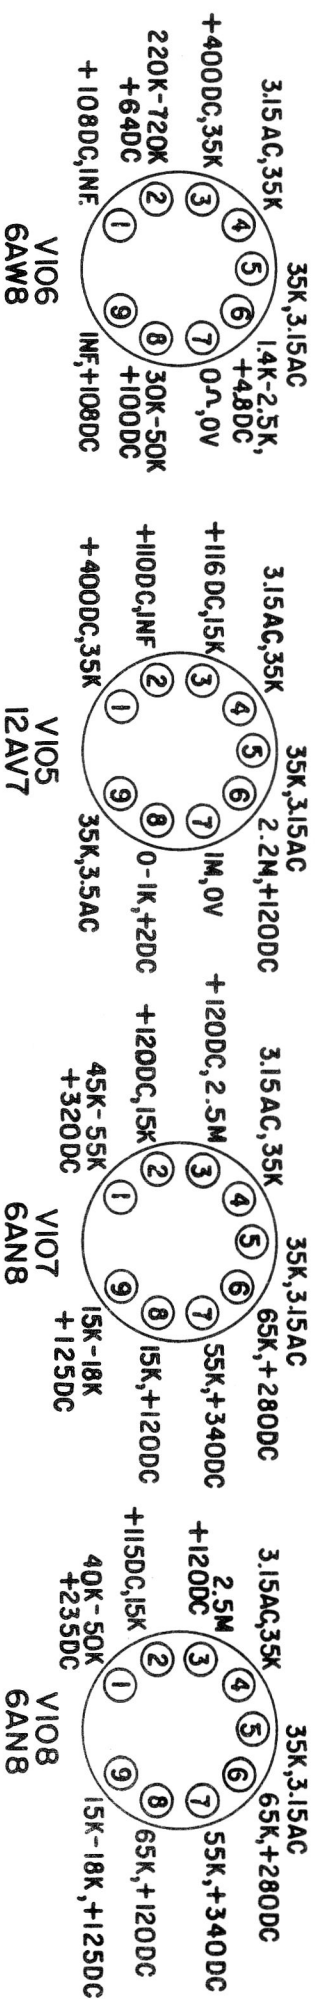 3.15 AC,35K
35K,3.15AC
+400DC,35K
1.4K-2.5K,
+4.8DC
220K-720K
+64DC
0Ω,0V
+108DC,INF.
30K-50K
+100DC
INF,+108DC
3
4
5
6
2
7
1
8
9
V106
6AW8
3.15AC,35K
35K,3.15AC
+116DC,15K
2.2M,+120DC
+110DC,INF
1M,0V
+400DC,35K
0-1K,+2DC
35K,3.5AC
3
4
5
6
2
7
1
8
9
V105
12AV7
3.15AC,35K
35K,3.15AC
+120DC,2.5M
65K,+280DC
+120DC,15K
55K,+340DC
45K-55K
+320DC
15K,+120DC
15K-18K
+125DC
3
4
5
6
2
7
1
8
9
V107
6AN8
3.15AC,35K
35K,3.15AC
2.5M
+120DC
65K,+280DC
+115DC,15K
55K,+340DC
40K-50K
+235DC
65K,+120DC
15K-18K,+125DC
3
4
5
6
2
7
1
8
9
V108
6AN8